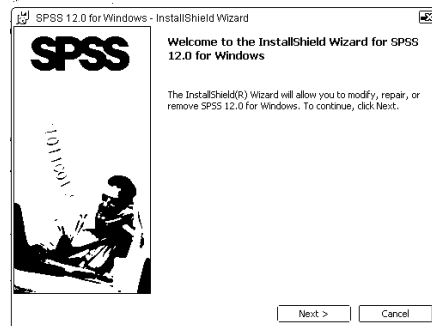 SPSS 12.0 for Windows - InstallShield Wizard
SPSS
Welcome to the InstallShield Wizard for SPSS
12.0 for Windows
The InstallShield(R) Wizard will allow you to modify, repair, or
remove SPSS 12.0 for Windows. To continue, click Next.
Next >
Cancel